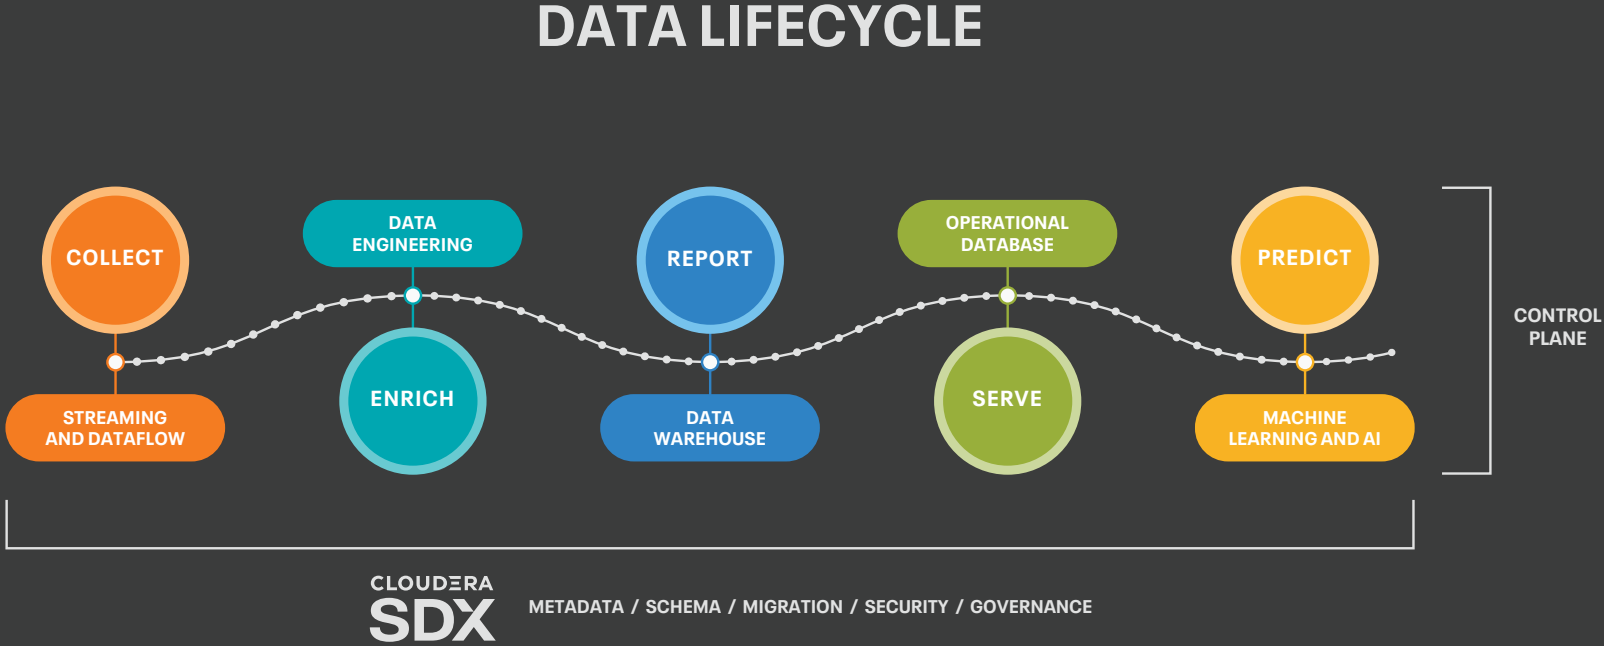 DATA LIFECYCLE
COLLECT
STREAMING
AND DATAFLOW
DATA
ENGINEERING
ENRICH
REPORT
DATA
WAREHOUSE
OPERATIONAL
DATABASE
SERVE
PREDICT
MACHINE
LEARNING AND AI
CONTROL
PLANE
CLOUDERA
SDX
METADATA / SCHEMA / MIGRATION / SECURITY / GOVERNANCE